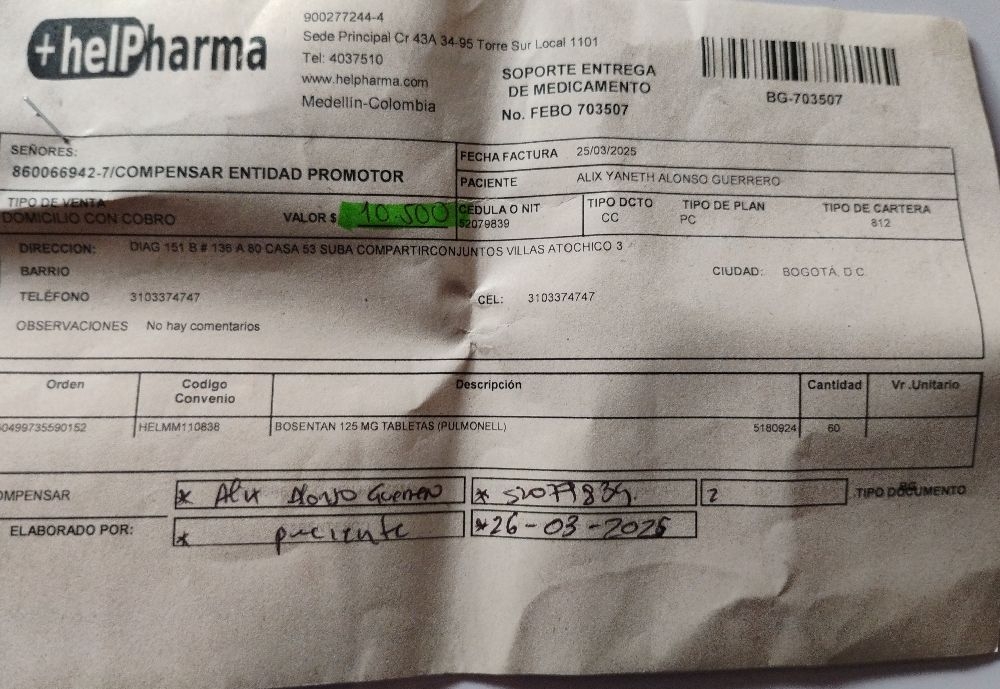 +helPharma
900277244-4
Sede Principal Cr 43A 34-95 Torre Sur Local 1101
Tel: 4037510
www.helpharma.com
Medellín-Colombia
SOPORTE ENTREGA
DE MEDICAMENTO
No. FEBO 703507
BG-703507
SEÑORES:
860066942-7/COMPENSAR ENTIDAD PROMOTOR
FECHA FACTURA 25/03/2025
PACIENTE ALIX YANETH ALONSO GUERRERO
TIPO DE VENTA
DOMICILIO CON COBRO
VALOR $ 10.500
CEDULA O NIT
52079839
TIPO DCTO
CC
TIPO DE PLAN
PC
TIPO DE CARTERA
812
DIRECCION: DIAG 151 B # 136 A 80 CASA 53 SUBA COMPARTIRCONJUNTOS VILLAS ATOCHICO 3
BARRIO
CIUDAD: BOGOTÁ, D.C.
TELÉFONO 3103374747
CEL: 3103374747
OBSERVACIONES No hay comentarios
Orden Codigo Convenio Descripción Cantidad Vr .Unitario
0499735590152 HELMM110838 BOSENTAN 125 MG TABLETAS (PULMONELL) 5180924 60
OMPENSAR * Alix Alonso Guerrero * 52079839. 2 TIPO DOCUMENTO
ELABORADO POR: * paciente * 26-03-2025